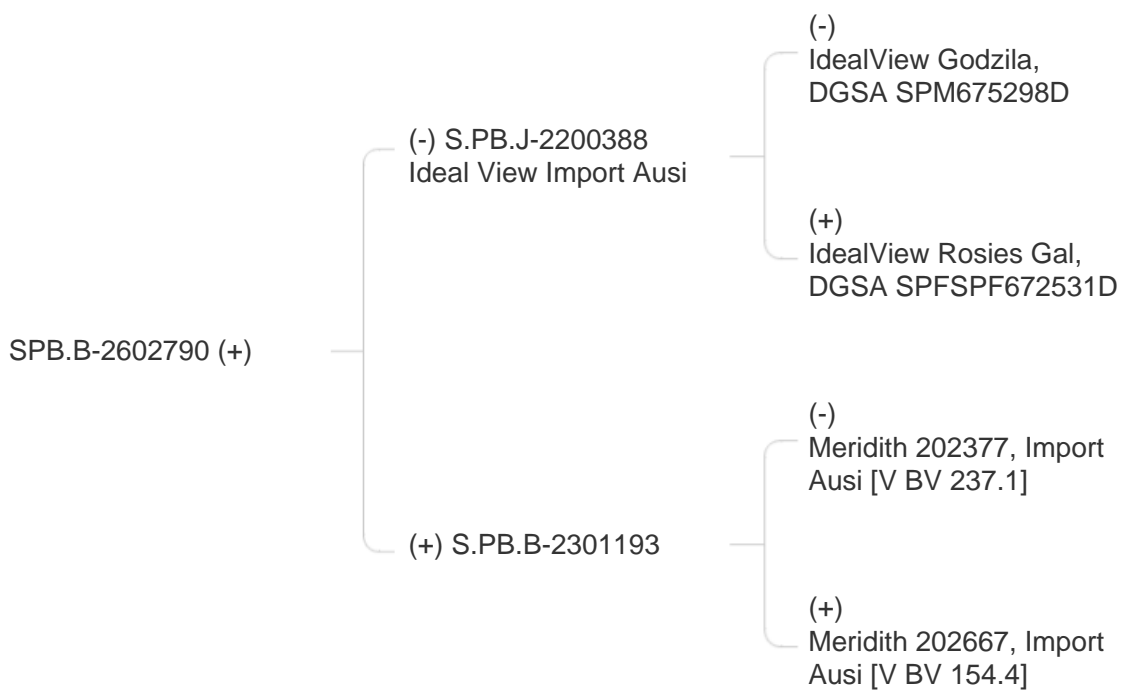 (-)
IdealView Godzila,
DGSA SPM675298D
(-) S.PB.J-2200388
Ideal View Import Ausi
(+)
IdealView Rosies Gal,
DGSA SPFSPF672531D
SPB.B-2602790 (+)
(-)
Meridith 202377, Import
Ausi [V BV 237.1]
(+) S.PB.B-2301193
(+)
Meridith 202667, Import
Ausi [V BV 154.4]